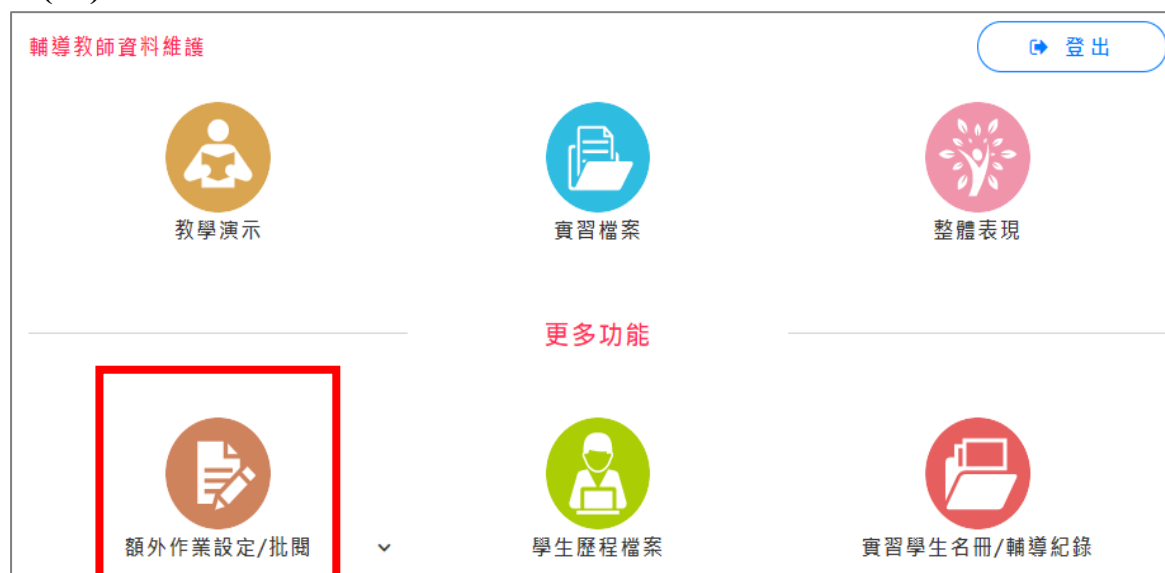 輔導教師資料維護
登出
教學演示
實習檔案
整體表現
更多功能
額外作業設定/批閱
學生歷程檔案
實習學生名冊/輔導紀錄